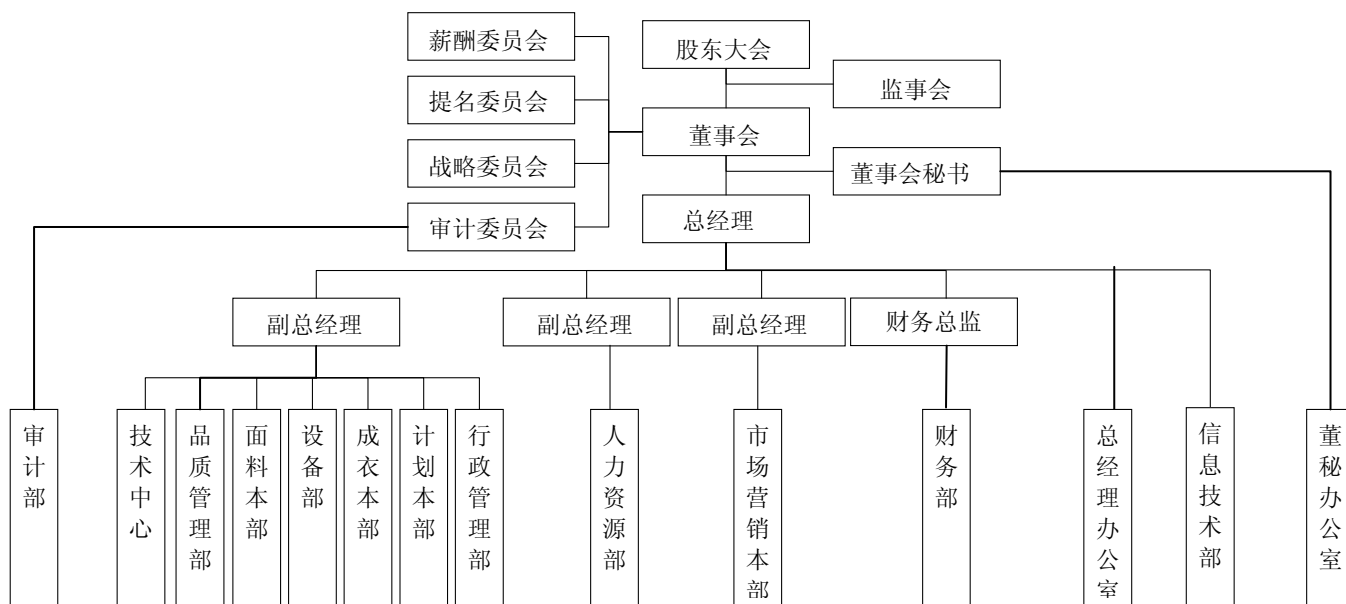 薪酬委员会
股东大会
监事会
提名委员会
董事会
战略委员会
董事会秘书
审计委员会
总经理
副总经理
副总经理
副总经理
财务总监
审计部
技术中心
品质管理部
面料本部
设备部
成衣本部
计划本部
行政管理部
人力资源部
市场营销本部
财务部
总经理办公室
信息技术部
董秘办公室